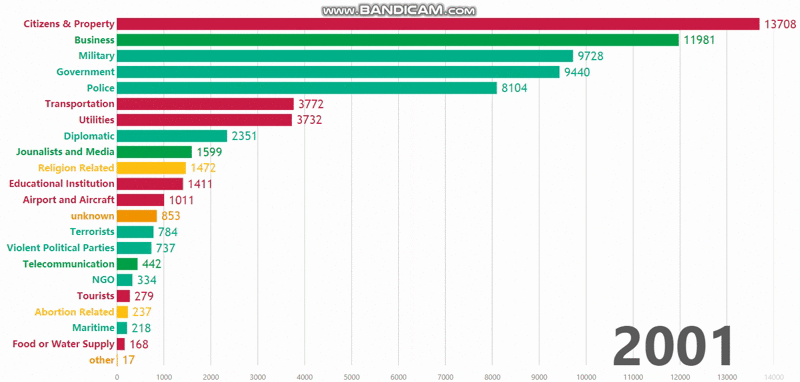 www.BANDICAM.com
Citizens & Property 13708
Business 11981
Military 9728
Government 9440
Police 8104
Transportation 3772
Utilities 3732
Diplomatic 2351
Jounalists and Media 1599
Religion Related 1472
Educational Institution 1411
Airport and Aircraft 1011
unknown 853
Terrorists 784
Violent Political Parties 737
Telecommunication 442
NGO 334
Tourists 279
Abortion Related 237
Maritime 218
Food or Water Supply 168
other 17
2001
0 1000 2000 3000 4000 5000 6000 7000 8000 9000 10000 11000 12000 13000 14000